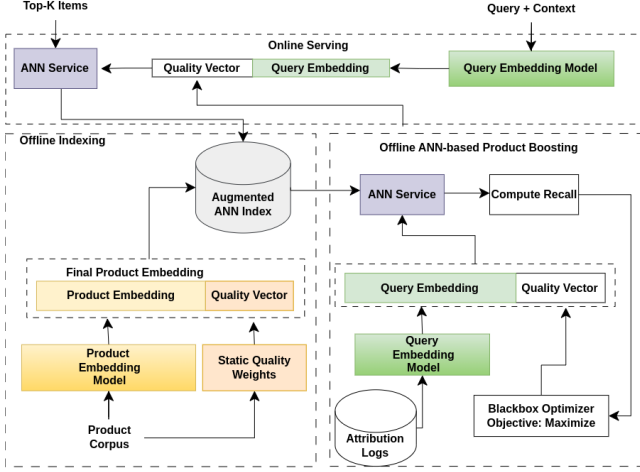 Top-K Items
Query + Context
Online Serving
ANN Service
Quality Vector
Query Embedding
Query Embedding Model
Offline Indexing
Offline ANN-based Product Boosting
Augmented
ANN Index
ANN Service
Compute Recall
Final Product Embedding
Product Embedding
Quality Vector
Query Embedding
Quality Vector
Product
Embedding
Model
Static Quality
Weights
Query
Embedding
Model
Product
Corpus
Attribution
Logs
Blackbox Optimizer
Objective: Maximize